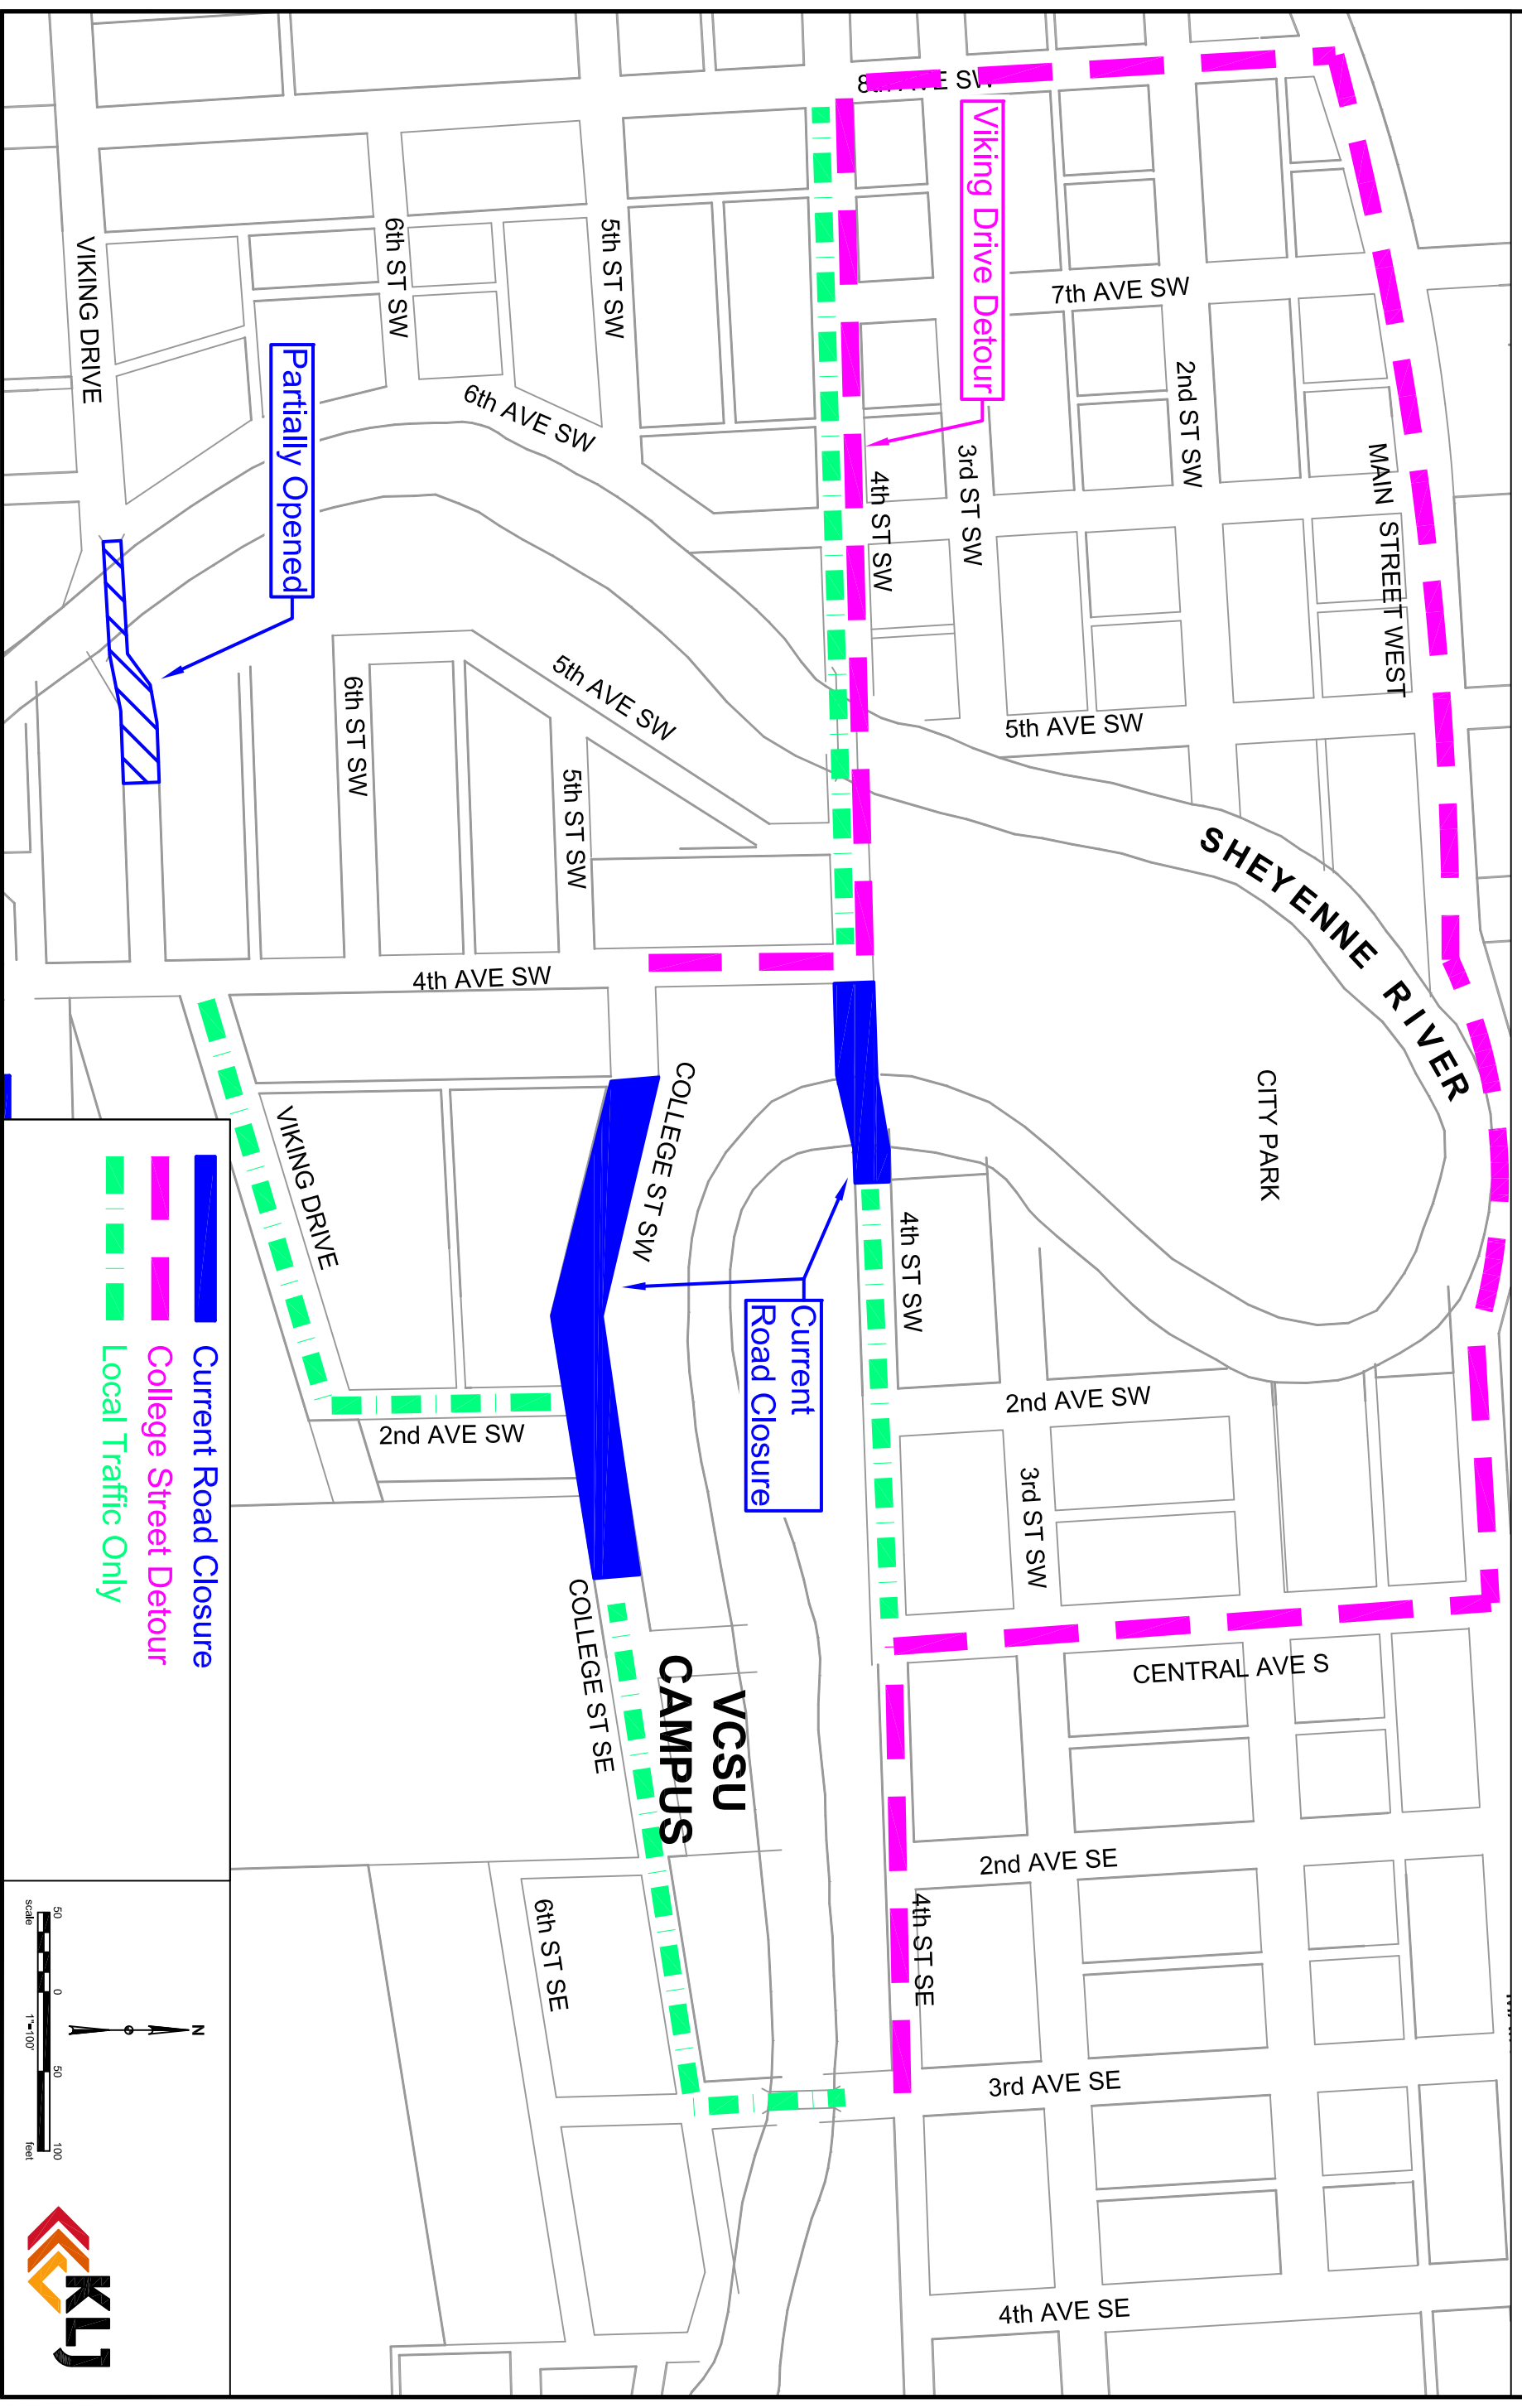 8th AVE SW
Viking Drive Detour
7th AVE SW
2nd ST SW
MAIN STREET WEST
3rd ST SW
4th ST SW
5th ST SW
6th ST SW
6th AVE SW
VIKING DRIVE
Partially Opened
5th AVE SW
5th AVE SW
6th ST SW
5th ST SW
4th AVE SW
SHEYENNE RIVER
CITY PARK
COLLEGE ST SW
VIKING DRIVE
4th ST SW
Current
Road Closure
2nd AVE SW
2nd AVE SW
3rd ST SW
COLLEGE ST SE
VCSU
CAMPUS
CENTRAL AVE S
2nd AVE SE
4th ST SE
6th ST SE
3rd AVE SE
4th AVE SE
Current Road Closure
College Street Detour
Local Traffic Only
N
50 0 50 100
scale 1"=100' feet
KLJ